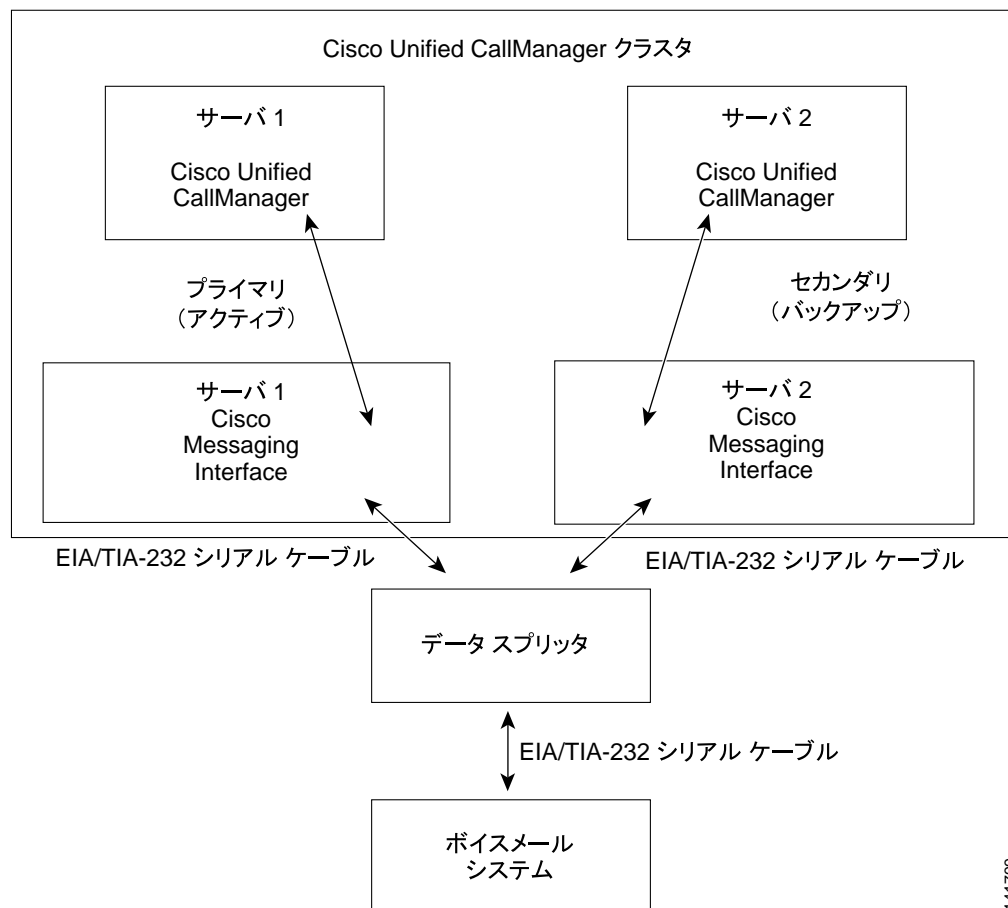 Cisco Unified CallManager クラスタ
サーバ 1
Cisco Unified
CallManager
サーバ 2
Cisco Unified
CallManager
プライマリ
（アクティブ）
セカンダリ
（バックアップ）
サーバ 1
Cisco
Messaging
Interface
サーバ 2
Cisco
Messaging
Interface
EIA/TIA-232 シリアル ケーブル
EIA/TIA-232 シリアル ケーブル
データ スプリッタ
EIA/TIA-232 シリアル ケーブル
ボイスメール
システム